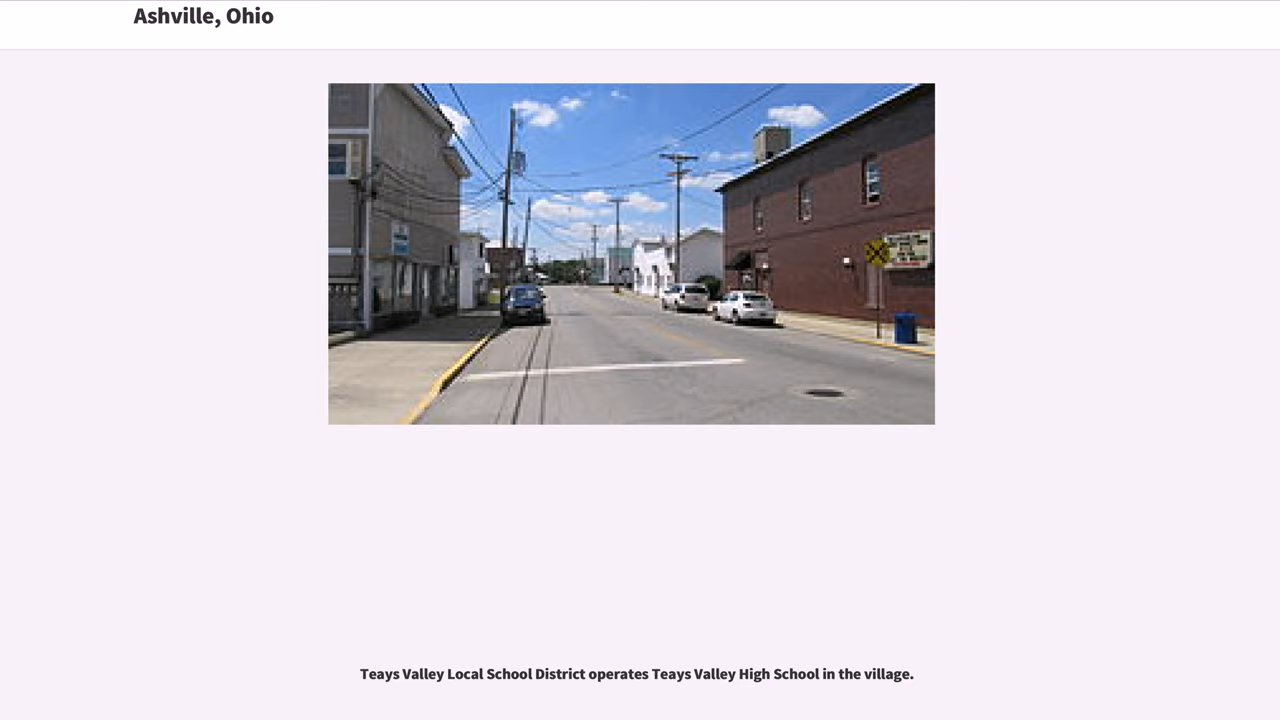 Ashville, Ohio
Teays Valley Local School District operates Teays Valley High School in the village.